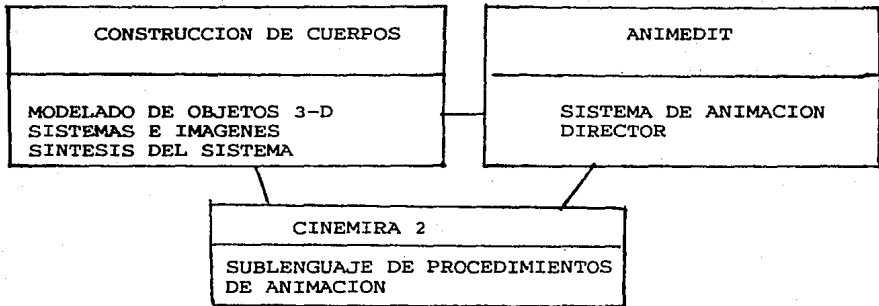 CONSTRUCCION DE CUERPOS
MODELADO DE OBJETOS 3-D
SISTEMAS E IMAGENES
SINTESIS DEL SISTEMA
ANIMEDIT
SISTEMA DE ANIMACION
DIRECTOR
CINEMIRA 2
SUBLENGUAJE DE PROCEDIMIENTOS
DE ANIMACION